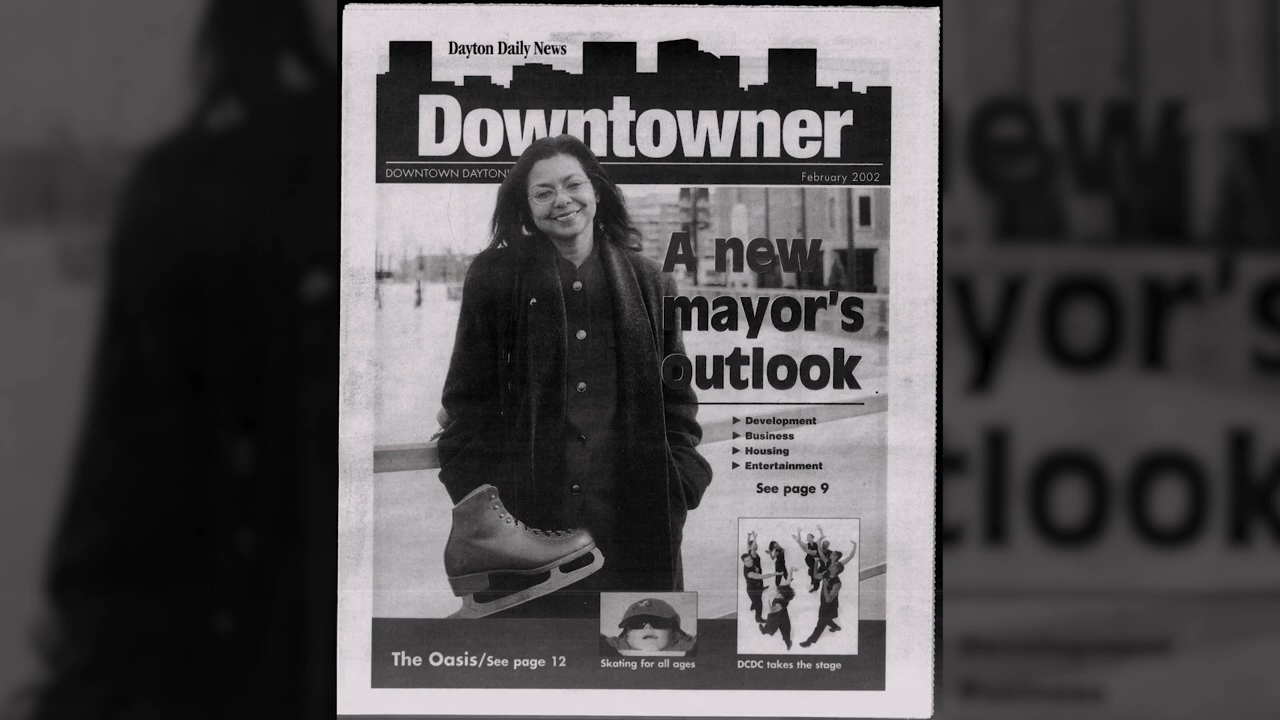 Dayton Daily News
Downtowner
DOWNTOWN DAYTON
February 2002
A new
mayor's
outlook
▶ Development
▶ Business
▶ Housing
▶ Entertainment
See page 9
The Oasis/See page 12
Skating for all ages
DCDC takes the stage